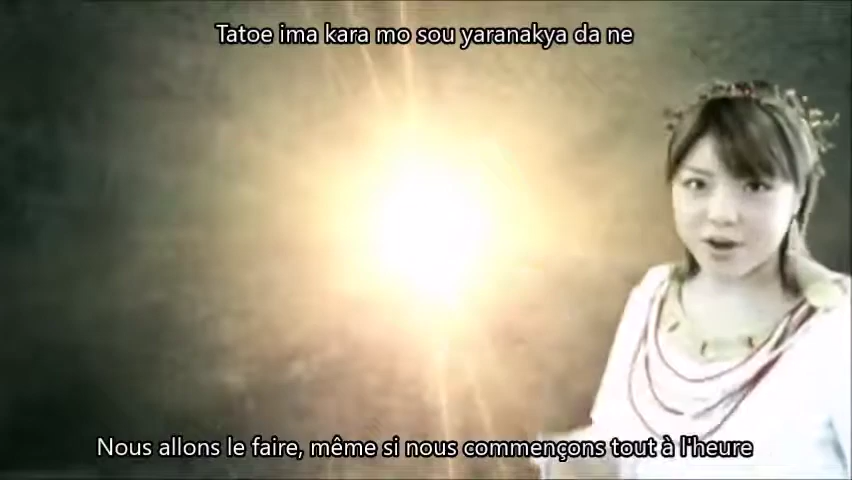 Tatoe ima kara mo sou yaranakya da ne
Nous allons le faire, même si nous commençons tout à l'heure